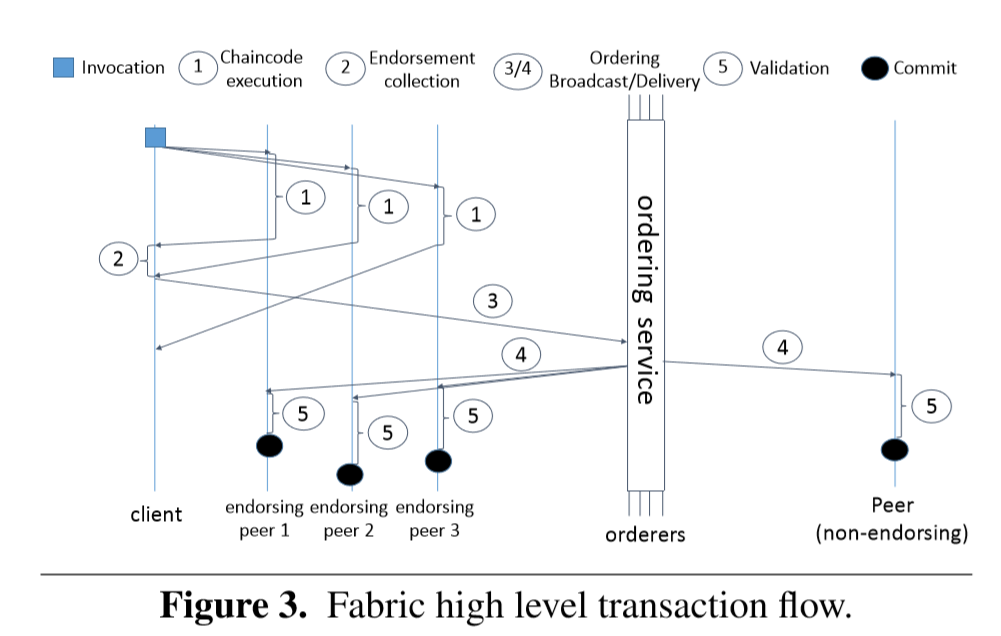 Invocation
1
Chaincode
execution
2
Endorsement
collection
3/4
Ordering
Broadcast/Delivery
5
Validation
Commit
1
1
1
2
3
4
4
5
5
5
5
ordering service
client
endorsing
peer 1
endorsing
peer 2
endorsing
peer 3
orderers
Peer
(non-endorsing)
Figure 3. Fabric high level transaction flow.